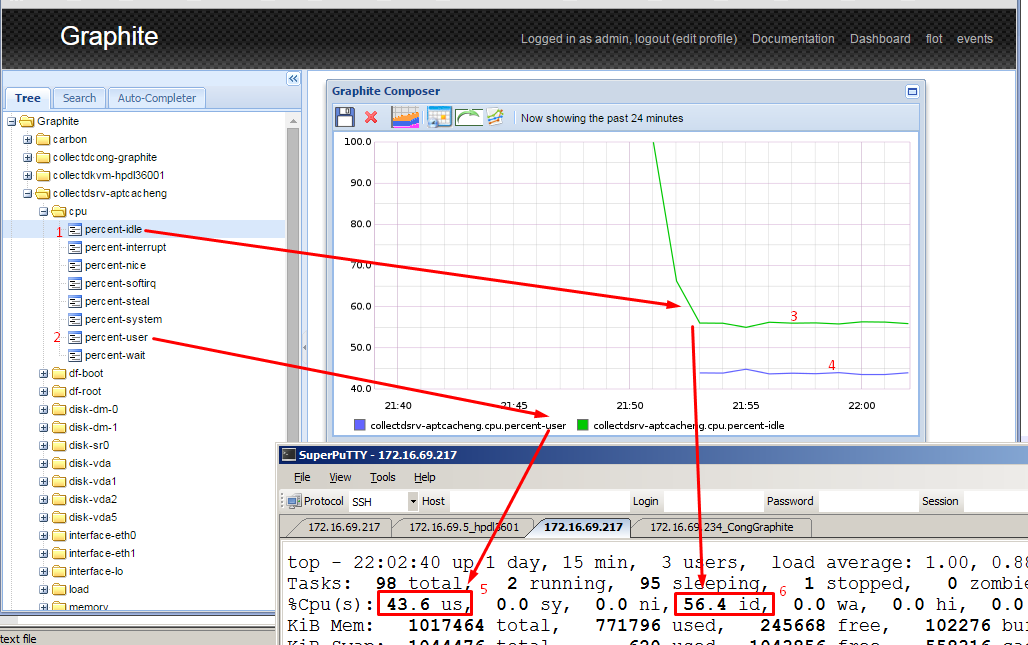 Graphite
Logged in as admin, logout (edit profile) Documentation Dashboard flot events
Tree Search Auto-Completer
Graphite
carbon
collectdcong-graphite
collectdkvm-hpdl36001
collectdsrv-aptcacheng
cpu
1 percent-idle
percent-interrupt
percent-nice
percent-softirq
percent-steal
percent-system
2 percent-user
percent-wait
df-boot
df-root
disk-dm-0
disk-dm-1
disk-sr0
disk-vda
disk-vda1
disk-vda2
disk-vda5
interface-eth0
interface-eth1
interface-lo
load
memory
Graphite Composer
Now showing the past 24 minutes
100.0
90.0
80.0
70.0
60.0
50.0
40.0
3
4
21:40 21:45 21:50 21:55 22:00
collectdsrv-aptcacheng.cpu.percent-user collectdsrv-aptcacheng.cpu.percent-idle
SuperPuTTY - 172.16.69.217
File View Tools Help
Protocol SSH Host Login Password Session
172.16.69.217 172.16.69.5_hpdl3601 172.16.69.217 172.16.69.234_CongGraphite
top - 22:02:40 up 1 day, 15 min, 3 users, load average: 1.00, 0.88
Tasks: 98 total, 2 running, 95 sleeping, 1 stopped, 0 zombie
5 6
%Cpu(s): 43.6 us, 0.0 sy, 0.0 ni, 56.4 id, 0.0 wa, 0.0 hi, 0.0
KiB Mem: 1017464 total, 771796 used, 245668 free, 102276 bu
text file